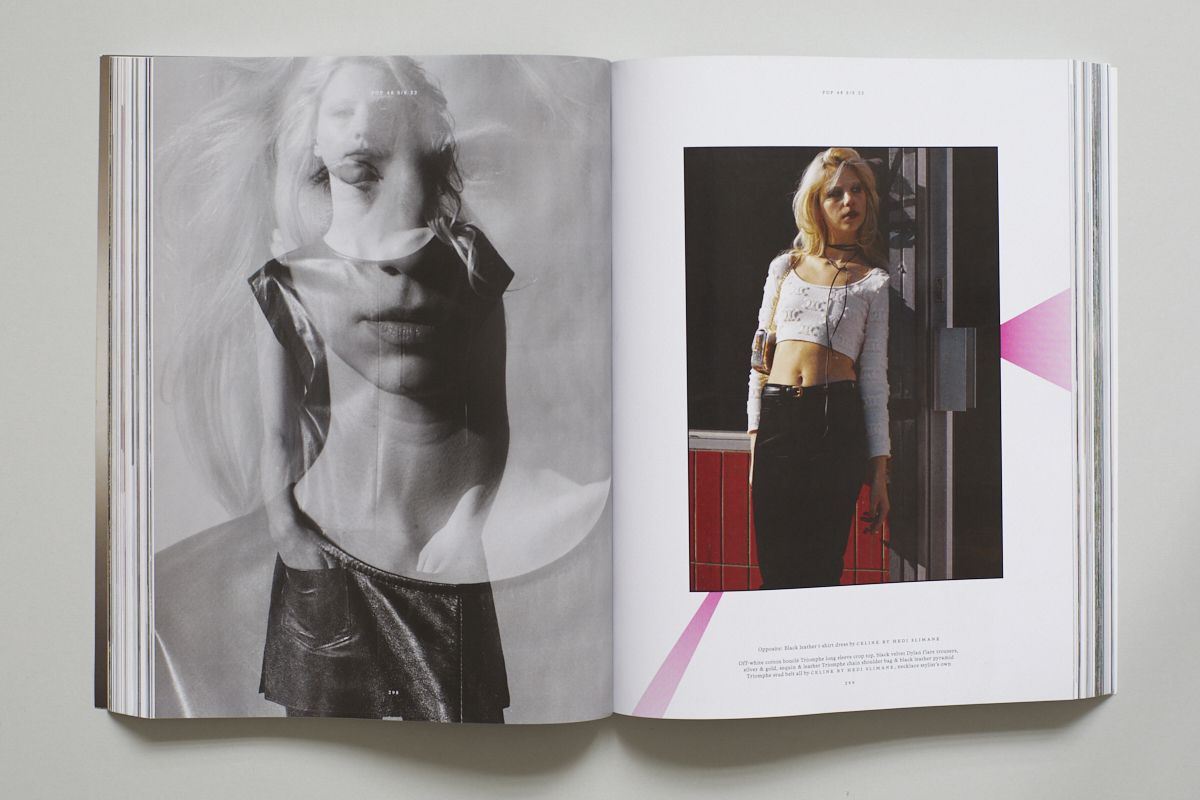 POP 48 S/S 23
298
POP 48 S/S 23
Opposite: Black leather t-shirt dress by CELINE BY HEDI SLIMANE
Off-white cotton bouclé Triomphe long sleeve crop top, black velvet Dylan flare trousers,
silver & gold, sequin & leather Triomphe chain shoulder bag & black leather pyramid
Triomphe stud belt all by CELINE BY HEDI SLIMANE, necklace stylist's own
299